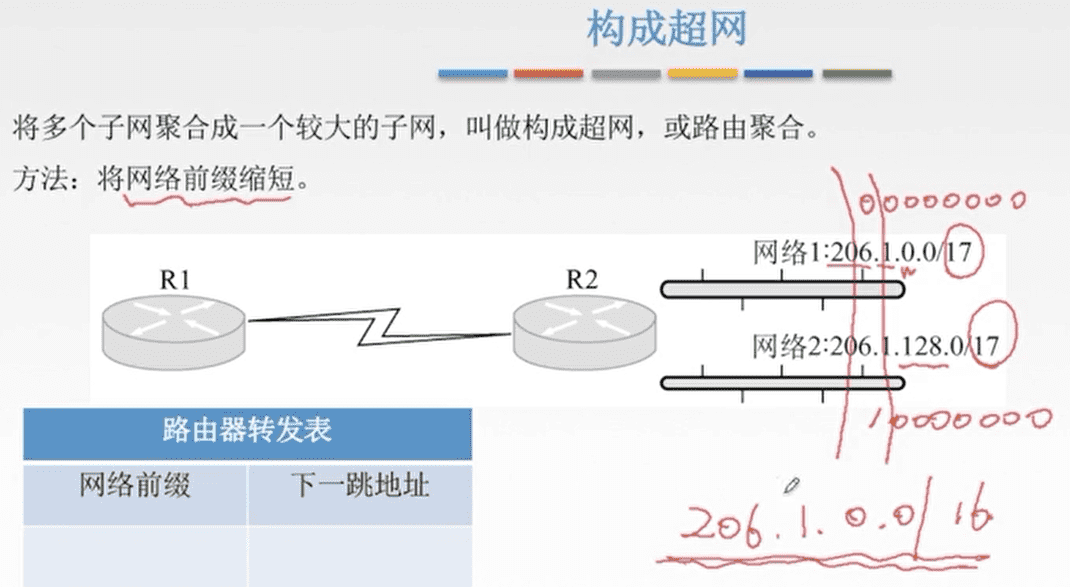 构成超网
将多个子网聚合成一个较大的子网，叫做构成超网，或路由聚合。
方法：将网络前缀缩短。
00000000
网络1:206.1.0.0/17
R1
R2
网络2:206.1.128.0/17
10000000
路由器转发表
网络前缀
下一跳地址
206.1.0.0/16